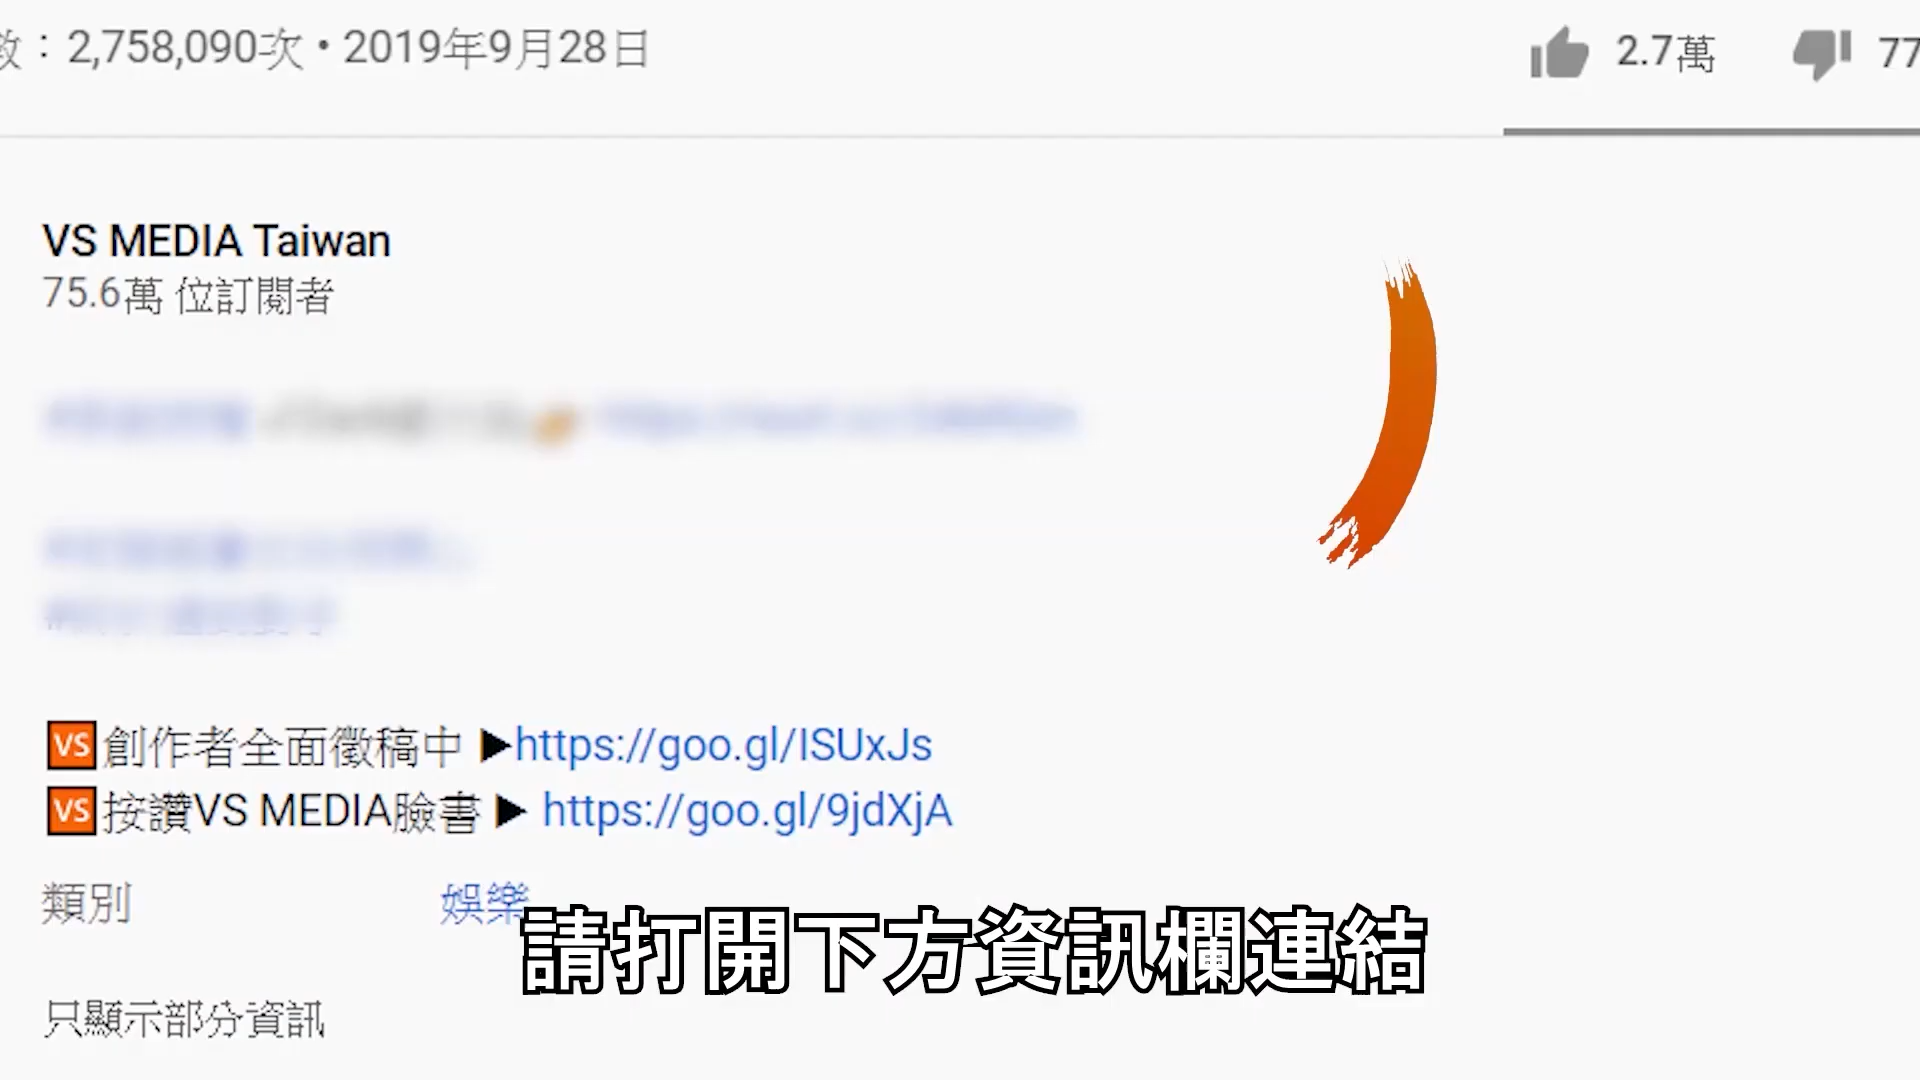 數：2,758,090次 • 2019年9月28日
2.7萬
77
VS MEDIA Taiwan
75.6萬 位訂閱者
VS創作者全面徵稿中 ▶https://goo.gl/ISUxJs
VS按讚VS MEDIA臉書 ▶ https://goo.gl/9jdXjA
類別 娛樂
請打開下方資訊欄連結
只顯示部分資訊